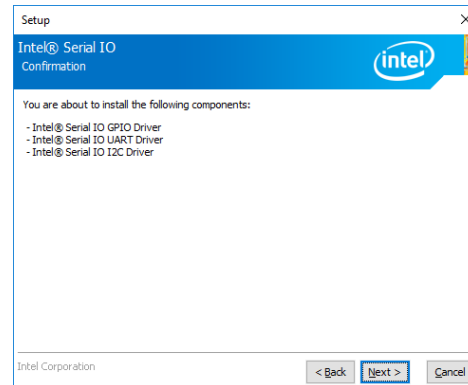 Setup
Intel® Serial IO
Confirmation
intel
You are about to install the following components:
- Intel® Serial IO GPIO Driver
- Intel® Serial IO UART Driver
- Intel® Serial IO I2C Driver
Intel Corporation
< Back
Next >
Cancel